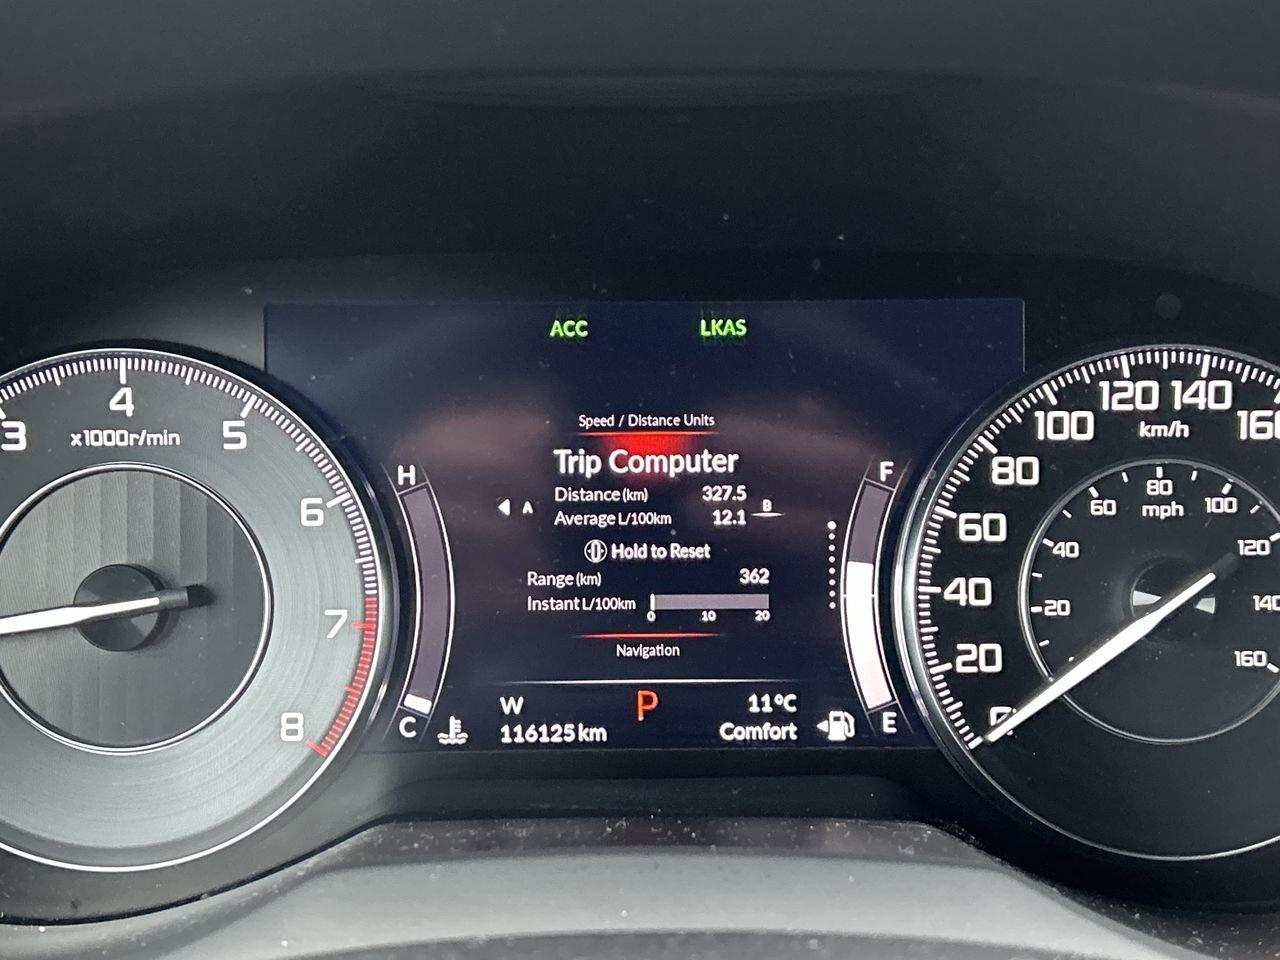 ACC LKAS
Speed / Distance Units
Trip Computer
A Distance (km) 327.5 B
Average L/100km 12.1
Hold to Reset
Range (km) 362
Instant L/100km
0 10 20
Navigation
W P 11°C
116125 km Comfort
H
C
F
E
3 4 5 6 7 8
x1000r/min
20 40 60 80 100 120 140 160
km/h
20 40 60 80 100 120 140 160
mph